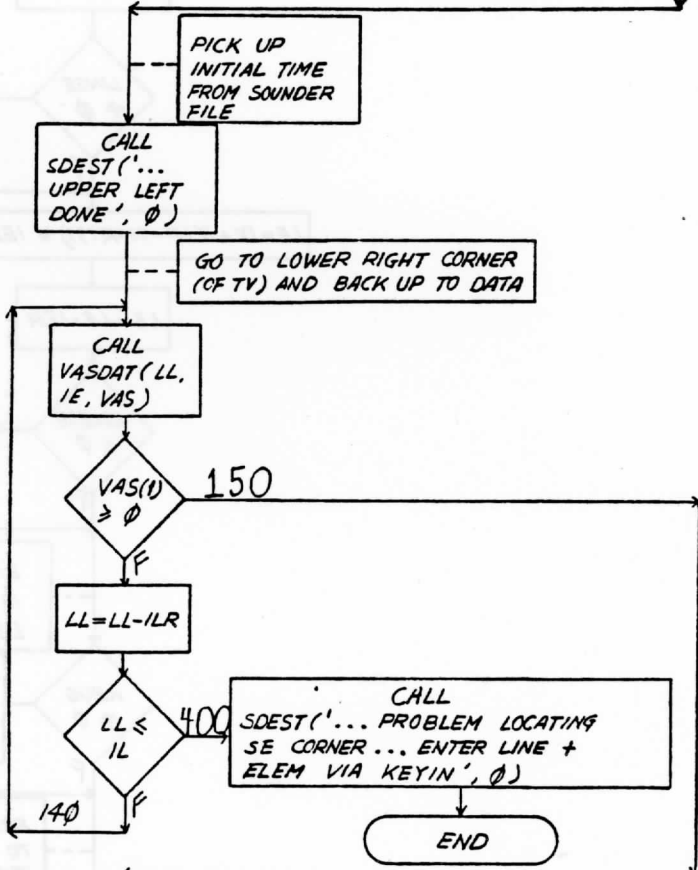 PICK UP
INITIAL TIME
FROM SOUNDER
FILE
CALL
SDEST('...
UPPER LEFT
DONE', Ø)
GO TO LOWER RIGHT CORNER
(OF TV) AND BACK UP TO DATA
CALL
VASDAT(LL,
IE, VAS)
VAS(1)
≥ Ø
150
F
LL=LL-ILR
LL ≤
IL
400
CALL
SDEST('... PROBLEM LOCATING
SE CORNER ... ENTER LINE +
ELEM VIA KEYIN', Ø)
F
14Ø
END